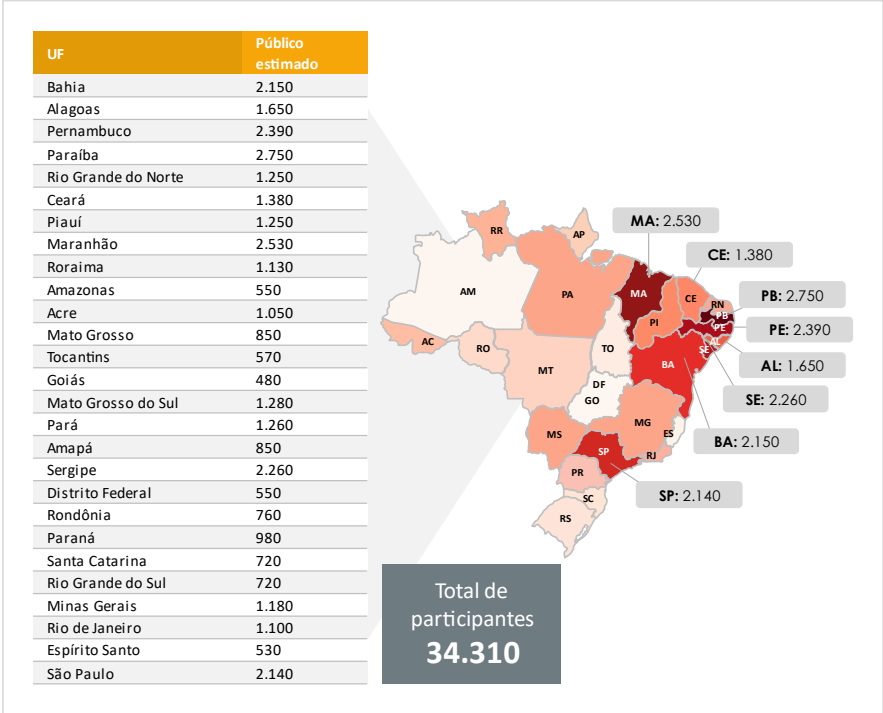 UF Público estimado
Bahia 2.150
Alagoas 1.650
Pernambuco 2.390
Paraíba 2.750
Rio Grande do Norte 1.250
Ceará 1.380
Piauí 1.250
Maranhão 2.530
Roraima 1.130
Amazonas 550
Acre 1.050
Mato Grosso 850
Tocantins 570
Goiás 480
Mato Grosso do Sul 1.280
Pará 1.260
Amapá 850
Sergipe 2.260
Distrito Federal 550
Rondônia 760
Paraná 980
Santa Catarina 720
Rio Grande do Sul 720
Minas Gerais 1.180
Rio de Janeiro 1.100
Espírito Santo 530
São Paulo 2.140
RR
AP
AM
PA
MA
CE
RN
PB
PE
AL
SE
PI
AC
RO
TO
BA
MT
DF
GO
MG
ES
MS
SP
RJ
PR
SC
RS
MA: 2.530
CE: 1.380
PB: 2.750
PE: 2.390
AL: 1.650
SE: 2.260
BA: 2.150
SP: 2.140
Total de
participantes
34.310